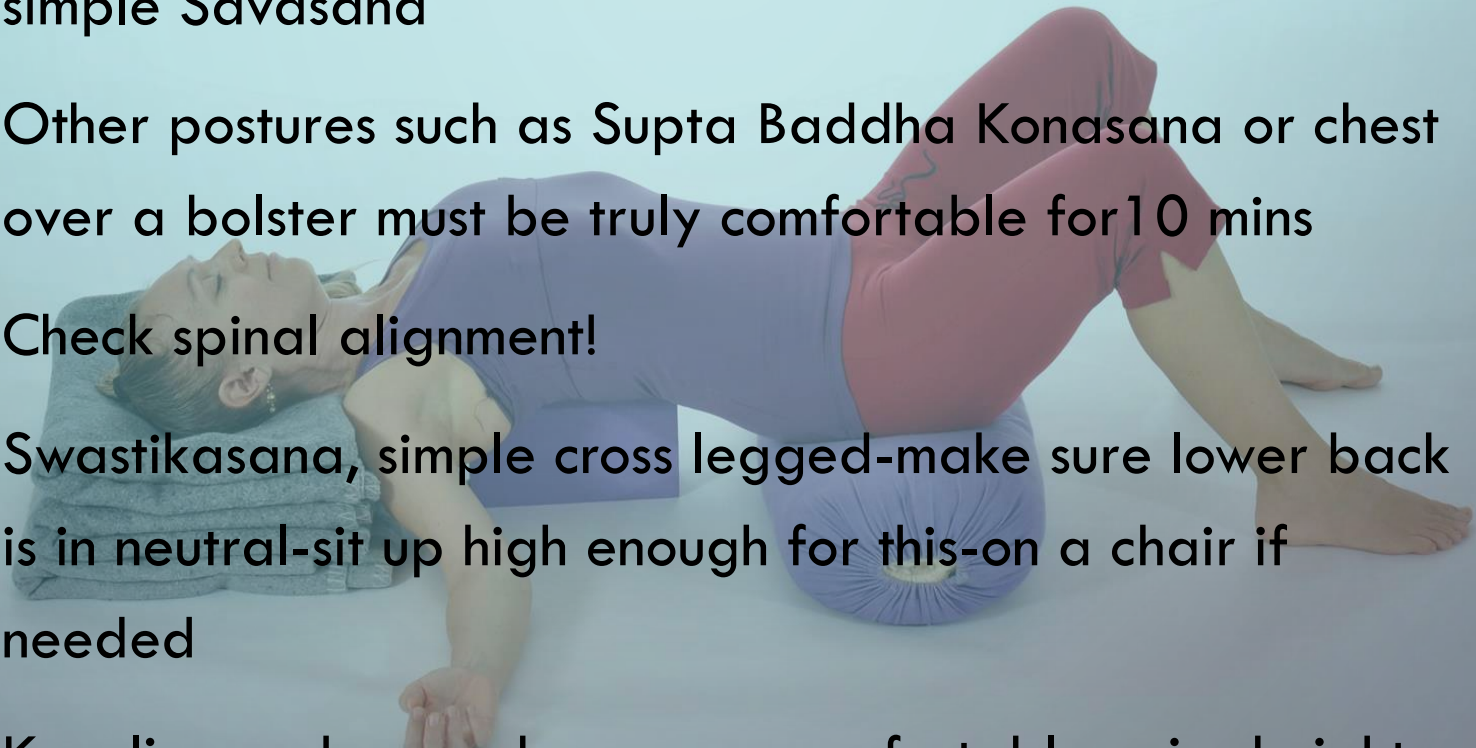 simple Savasana
Other postures such as Supta Baddha Konasana or chest
over a bolster must be truly comfortable for10 mins
Check spinal alignment!
Swastikasana, simple cross legged-make sure lower back
is in neutral-sit up high enough for this-on a chair if
needed